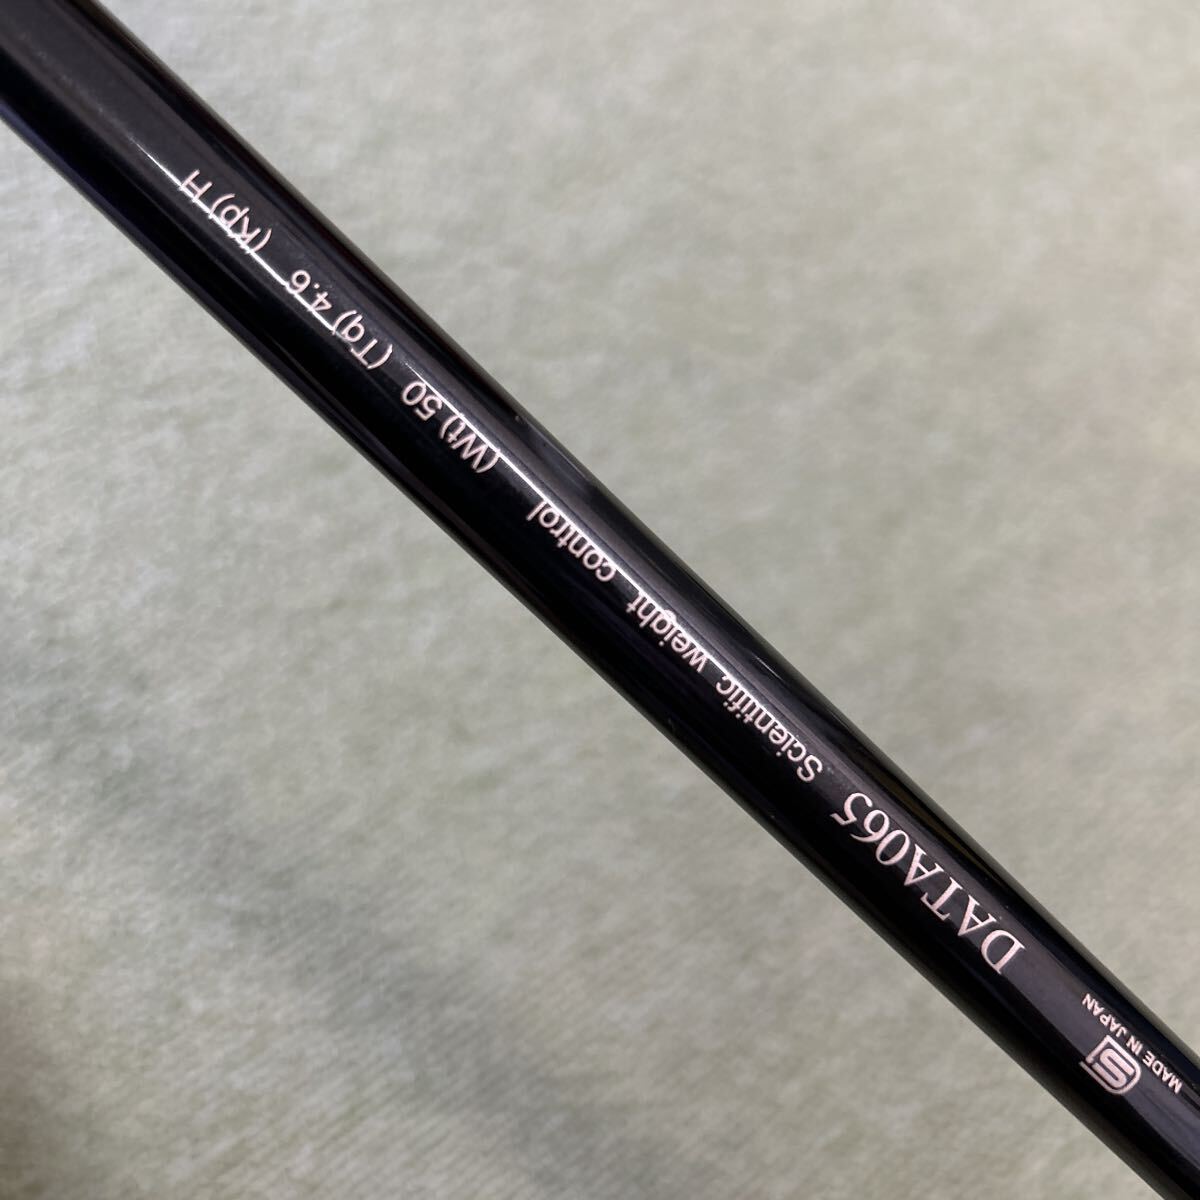 MADE IN JAPAN
DATA065 Scientific weight control (Wt) 50 (Tq) 4.6 (Kp) H